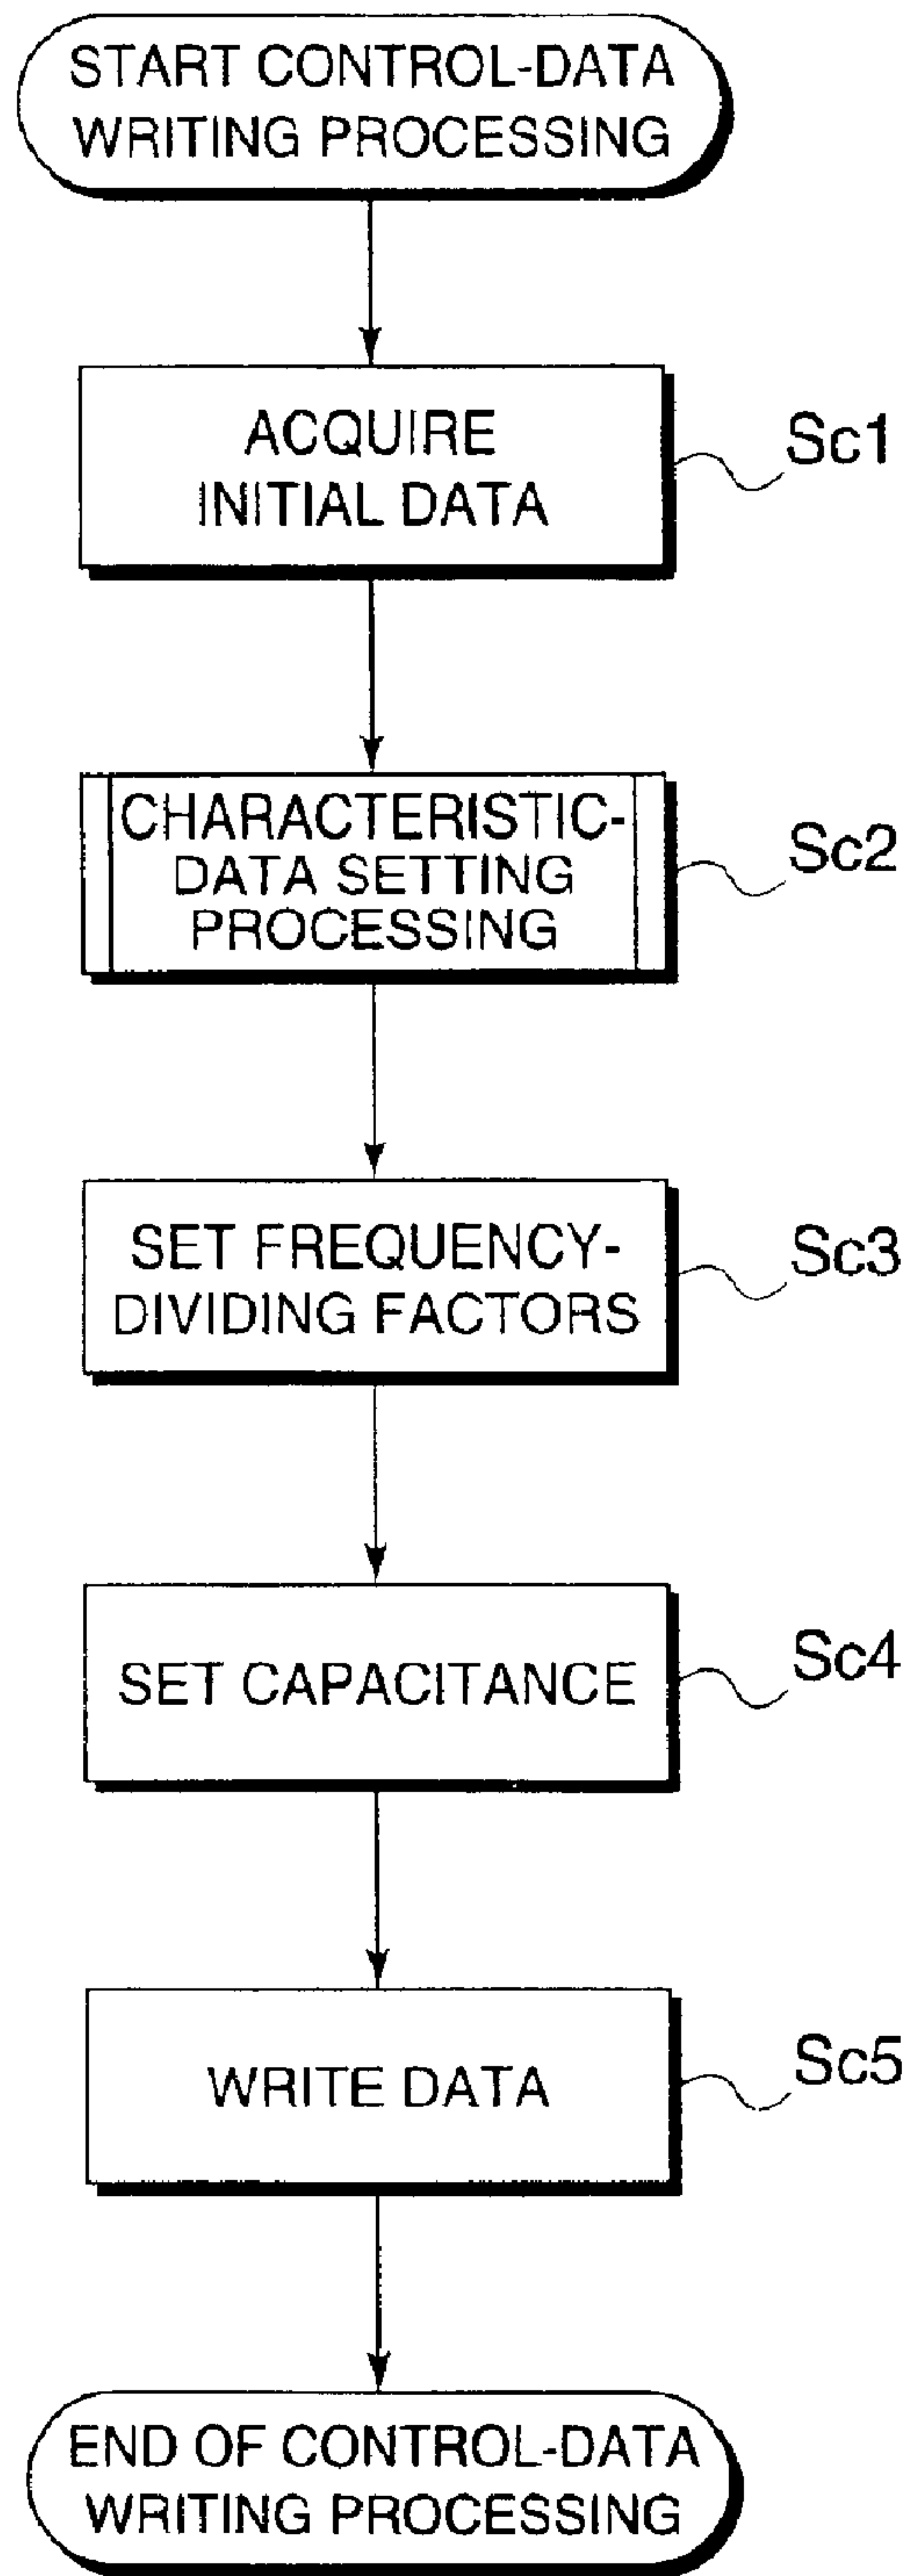 START CONTROL-DATA
WRITING PROCESSING
ACQUIRE
INITIAL DATA
Sc1
CHARACTERISTIC-
DATA SETTING
PROCESSING
Sc2
SET FREQUENCY-
DIVIDING FACTORS
Sc3
SET CAPACITANCE
Sc4
WRITE DATA
Sc5
END OF CONTROL-DATA
WRITING PROCESSING